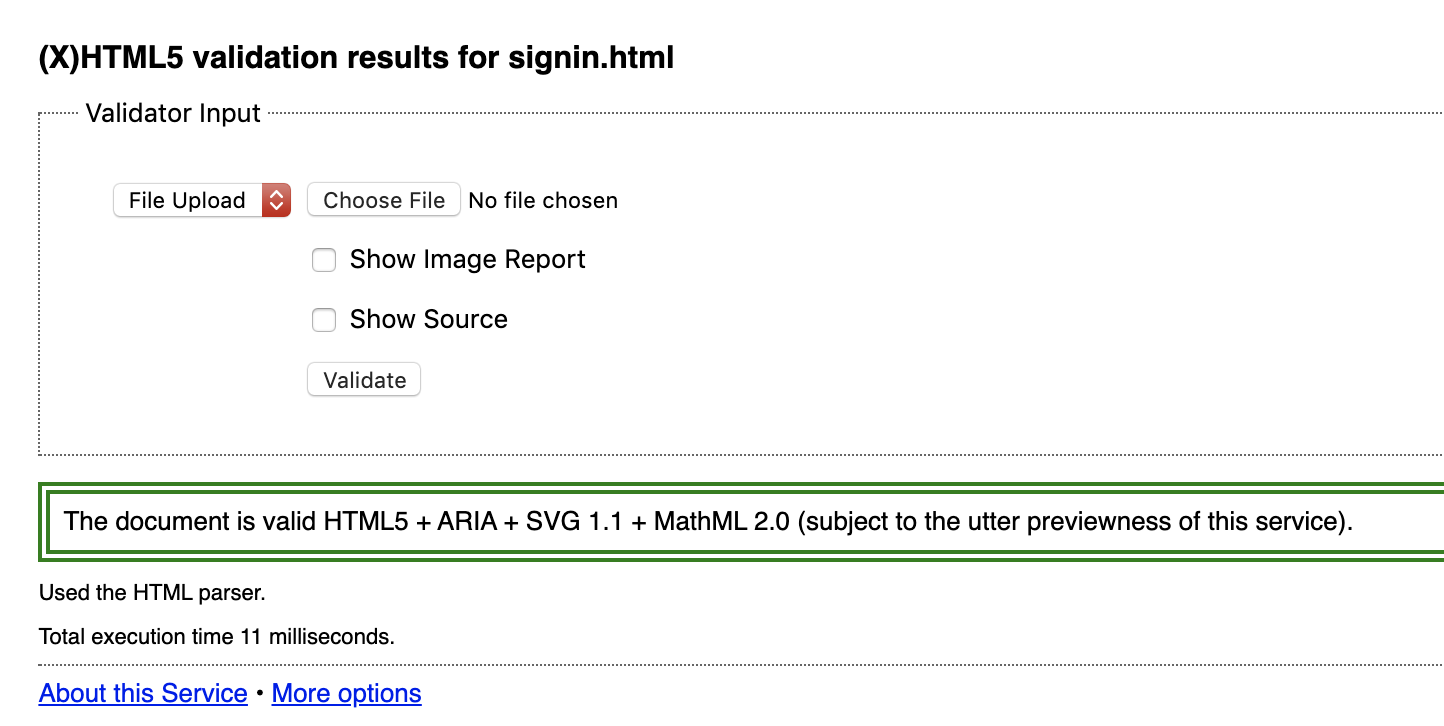 (X)HTML5 validation results for signin.html
Validator Input
File Upload Choose File No file chosen
Show Image Report
Show Source
Validate
The document is valid HTML5 + ARIA + SVG 1.1 + MathML 2.0 (subject to the utter previewness of this service).
Used the HTML parser.
Total execution time 11 milliseconds.
About this Service • More options